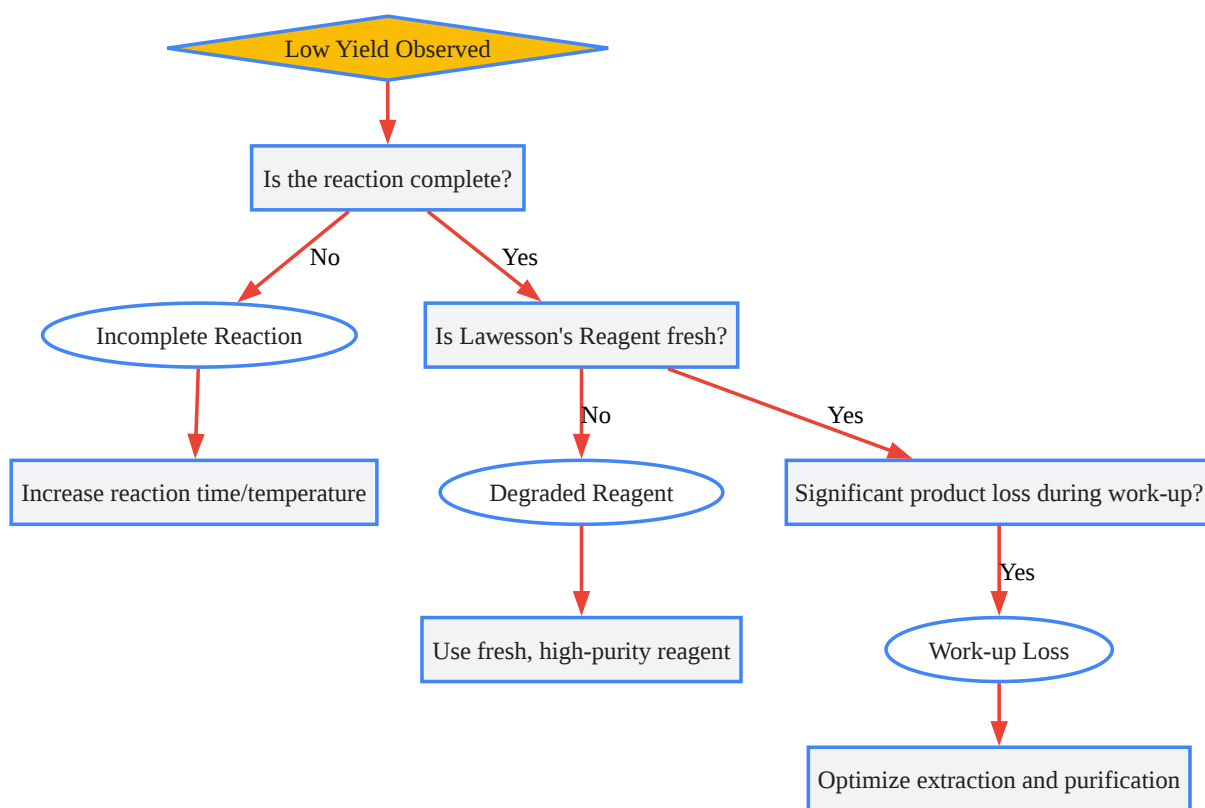 Low Yield Observed
Is the reaction complete?
No
Yes
Incomplete Reaction
Is Lawesson's Reagent fresh?
No
Yes
Increase reaction time/temperature
Degraded Reagent
Significant product loss during work-up?
Yes
Use fresh, high-purity reagent
Work-up Loss
Optimize extraction and purification